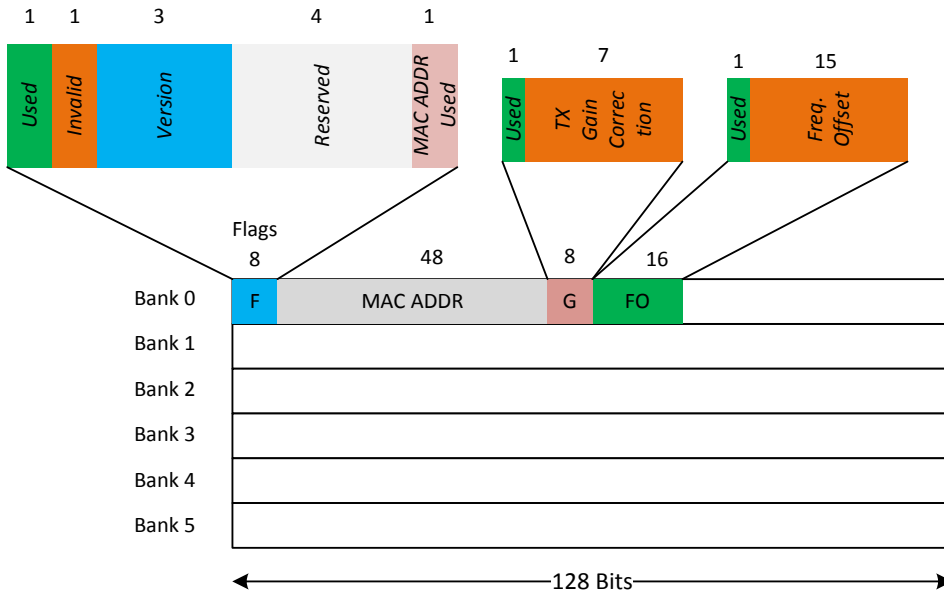 1 1 3 4 1
Used
Invalid
Version
Reserved
MAC ADDR
Used
1 7
Used
TX
Gain
Correc
tion
1 15
Used
Freq.
Offset
Flags
8 48 8 16
Bank 0 F MAC ADDR G FO
Bank 1
Bank 2
Bank 3
Bank 4
Bank 5
128 Bits